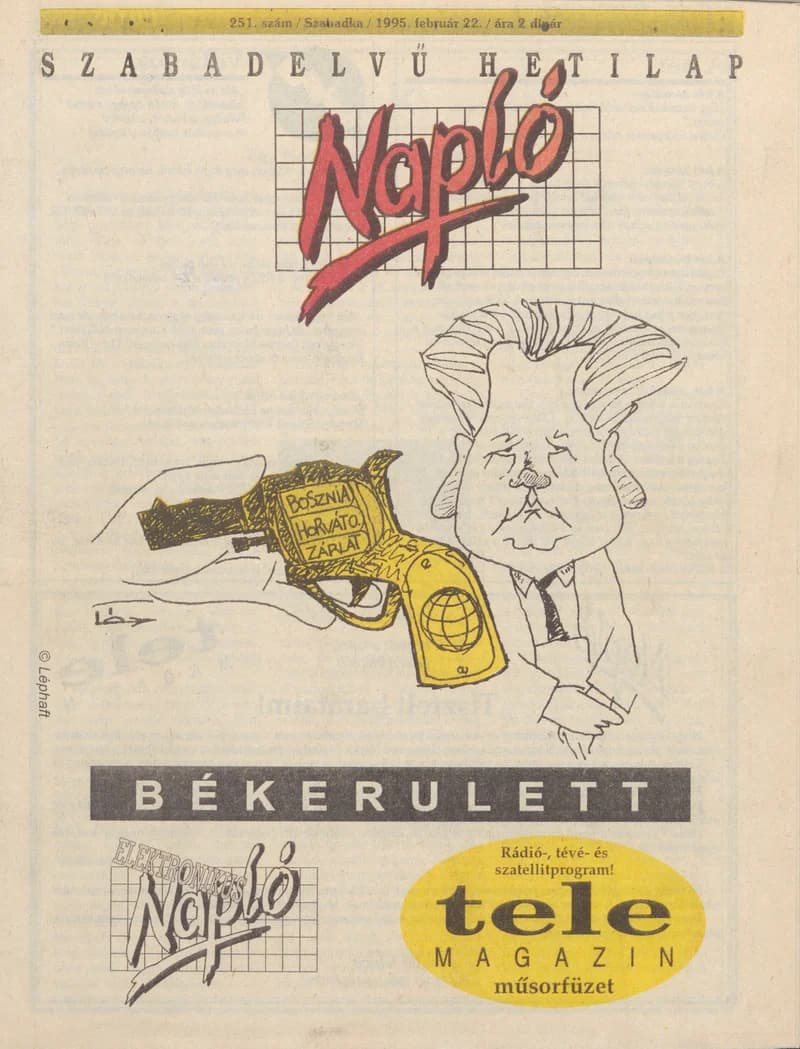 251. szám / Szabadka / 1995. február 22. / ára 2 dinár
SZABADELVŰ HETILAP
Napló
BOSZNIA
HORVÁTO.
ZÁRLAT
© Léphaft
BÉKERULETT
ELEKTRONIKUS
Napló
Rádió-, tévé- és
szatellitprogram!
tele
MAGAZIN
műsorfüzet